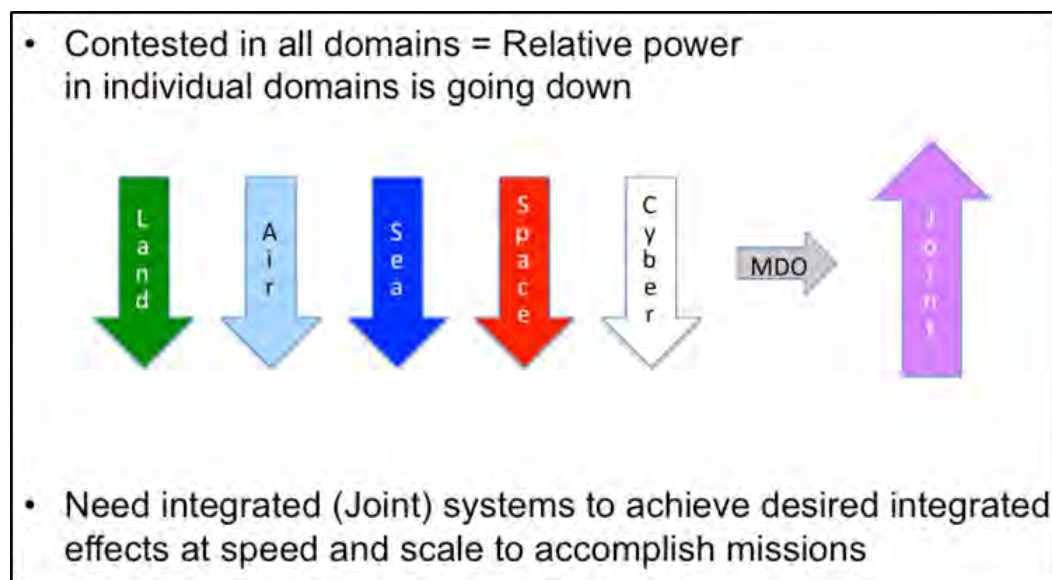 • Contested in all domains = Relative power
in individual domains is going down
Land
Air
Sea
Space
Cyber
MDO
Joint
• Need integrated (Joint) systems to achieve desired integrated
effects at speed and scale to accomplish missions